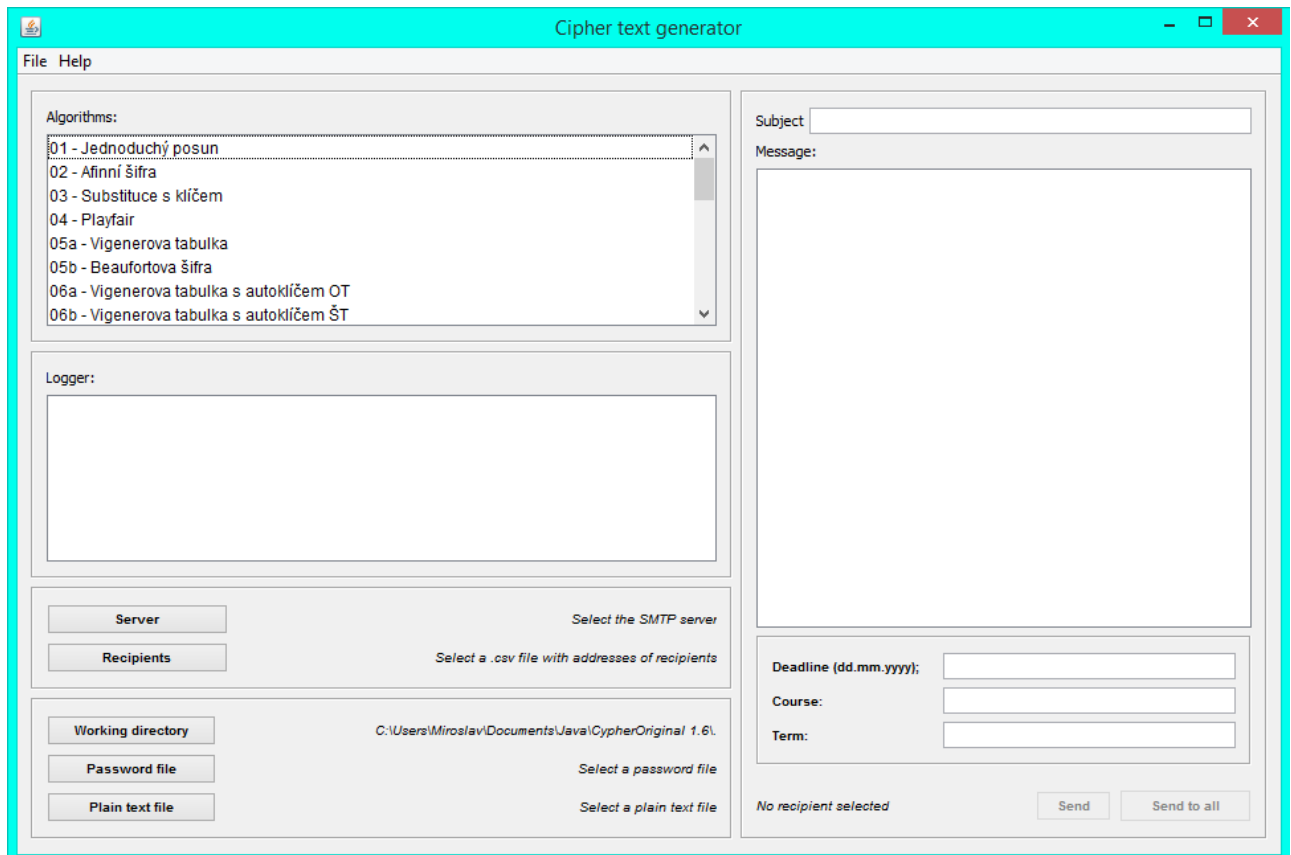 Cipher text generator
File Help
Algorithms:
01 - Jednoduchý posun
02 - Afinní šifra
03 - Substituce s klíčem
04 - Playfair
05a - Vigenerova tabulka
05b - Beaufortova šifra
06a - Vigenerova tabulka s autoklíčem OT
06b - Vigenerova tabulka s autoklíčem ŠT
Logger:
Server Select the SMTP server
Recipients Select a .csv file with addresses of recipients
Working directory C:\Users\Miroslav\Documents\Java\CypherOriginal 1.6\.
Password file Select a password file
Plain text file Select a plain text file
Subject
Message:
Deadline (dd.mm.yyyy);
Course:
Term:
No recipient selected Send Send to all